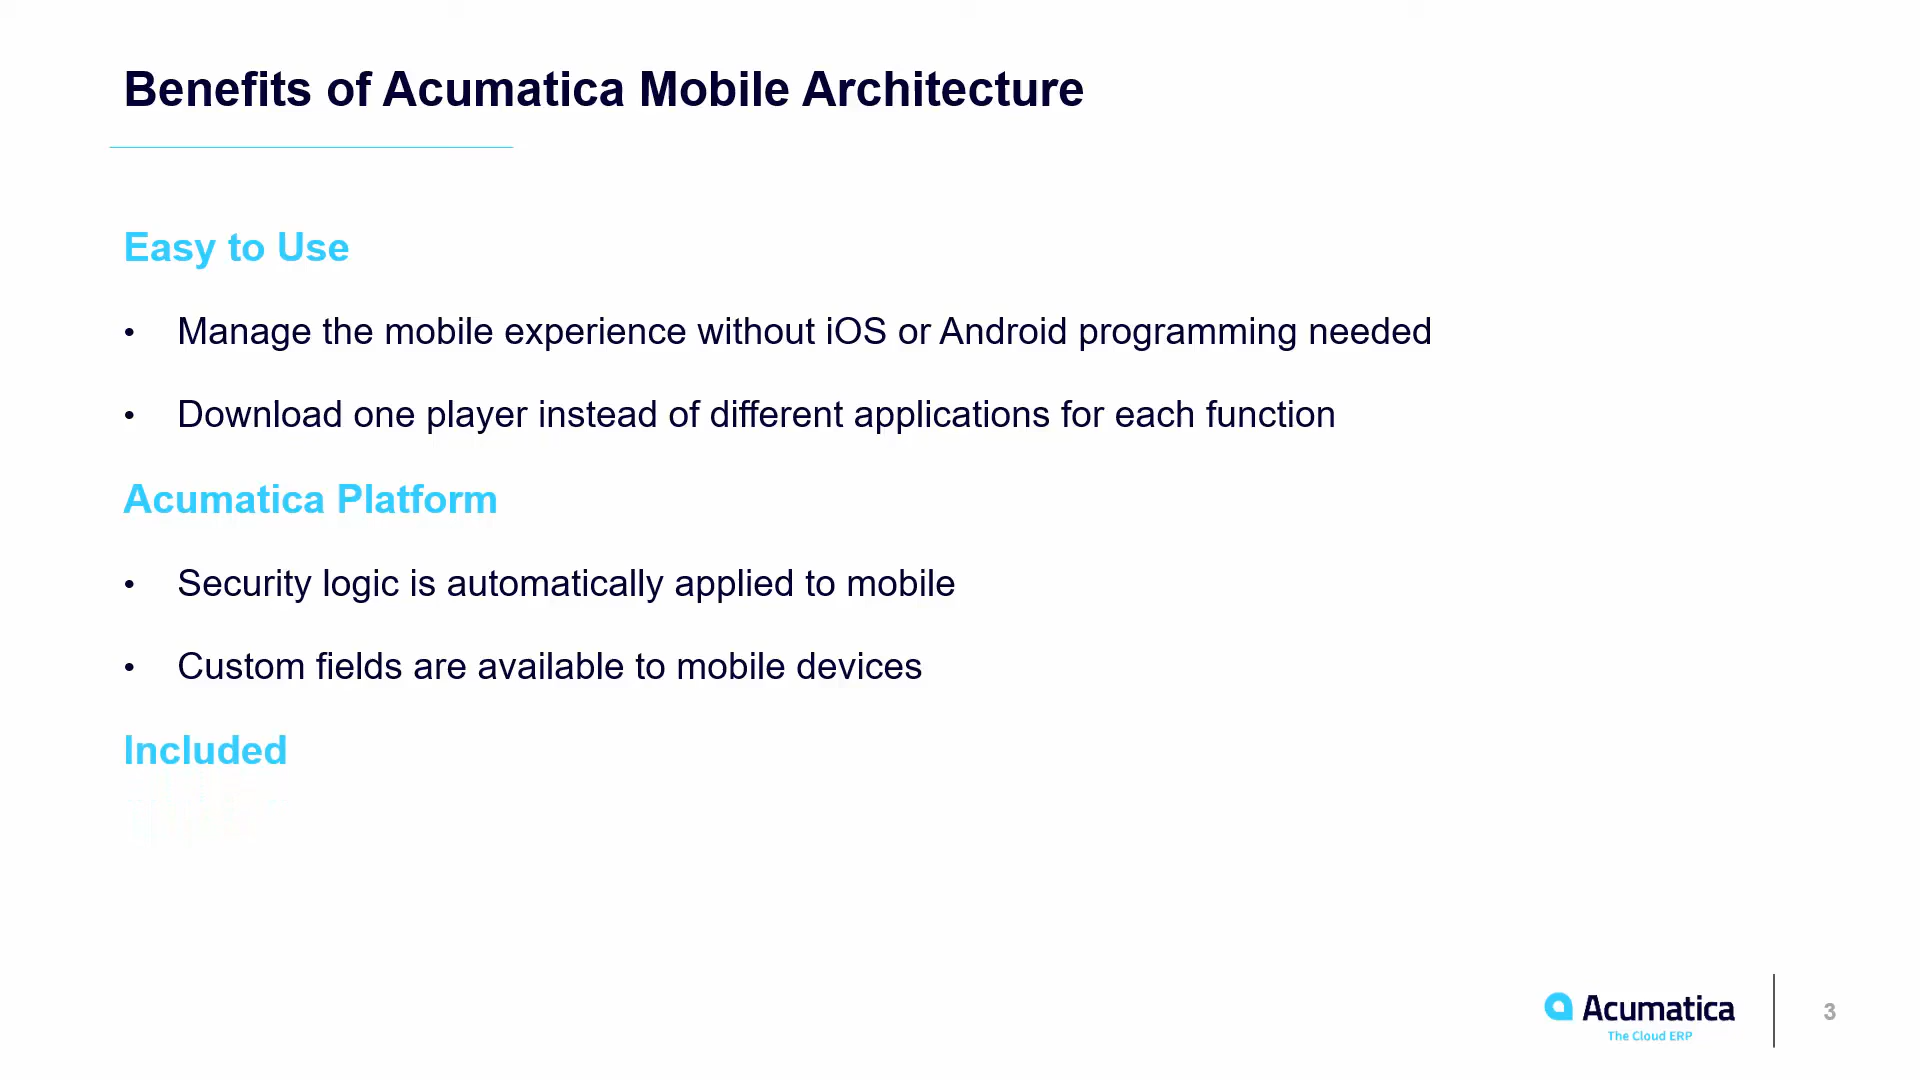 Benefits of Acumatica Mobile Architecture
Easy to Use
• Manage the mobile experience without iOS or Android programming needed
• Download one player instead of different applications for each function
Acumatica Platform
• Security logic is automatically applied to mobile
• Custom fields are available to mobile devices
Included
Acumatica
The Cloud ERP
3